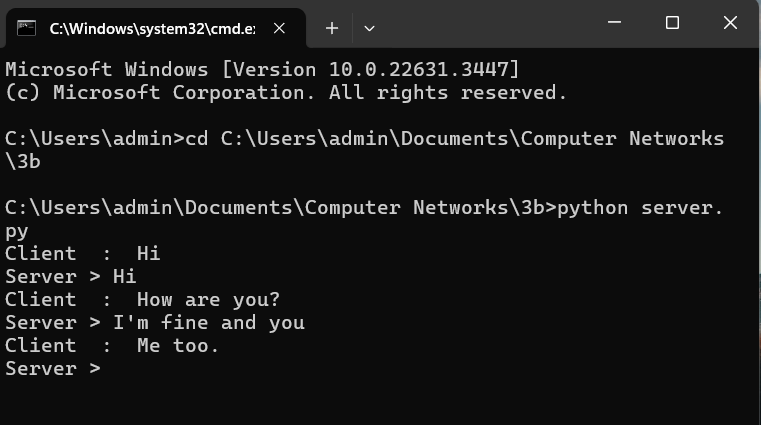 C:\Windows\system32\cmd.e
Microsoft Windows [Version 10.0.22631.3447]
(c) Microsoft Corporation. All rights reserved.
C:\Users\admin>cd C:\Users\admin\Documents\Computer Networks
\3b
C:\Users\admin\Documents\Computer Networks\3b>python server.
py
Client  :  Hi
Server > Hi
Client  :  How are you?
Server > I'm fine and you
Client  :  Me too.
Server >